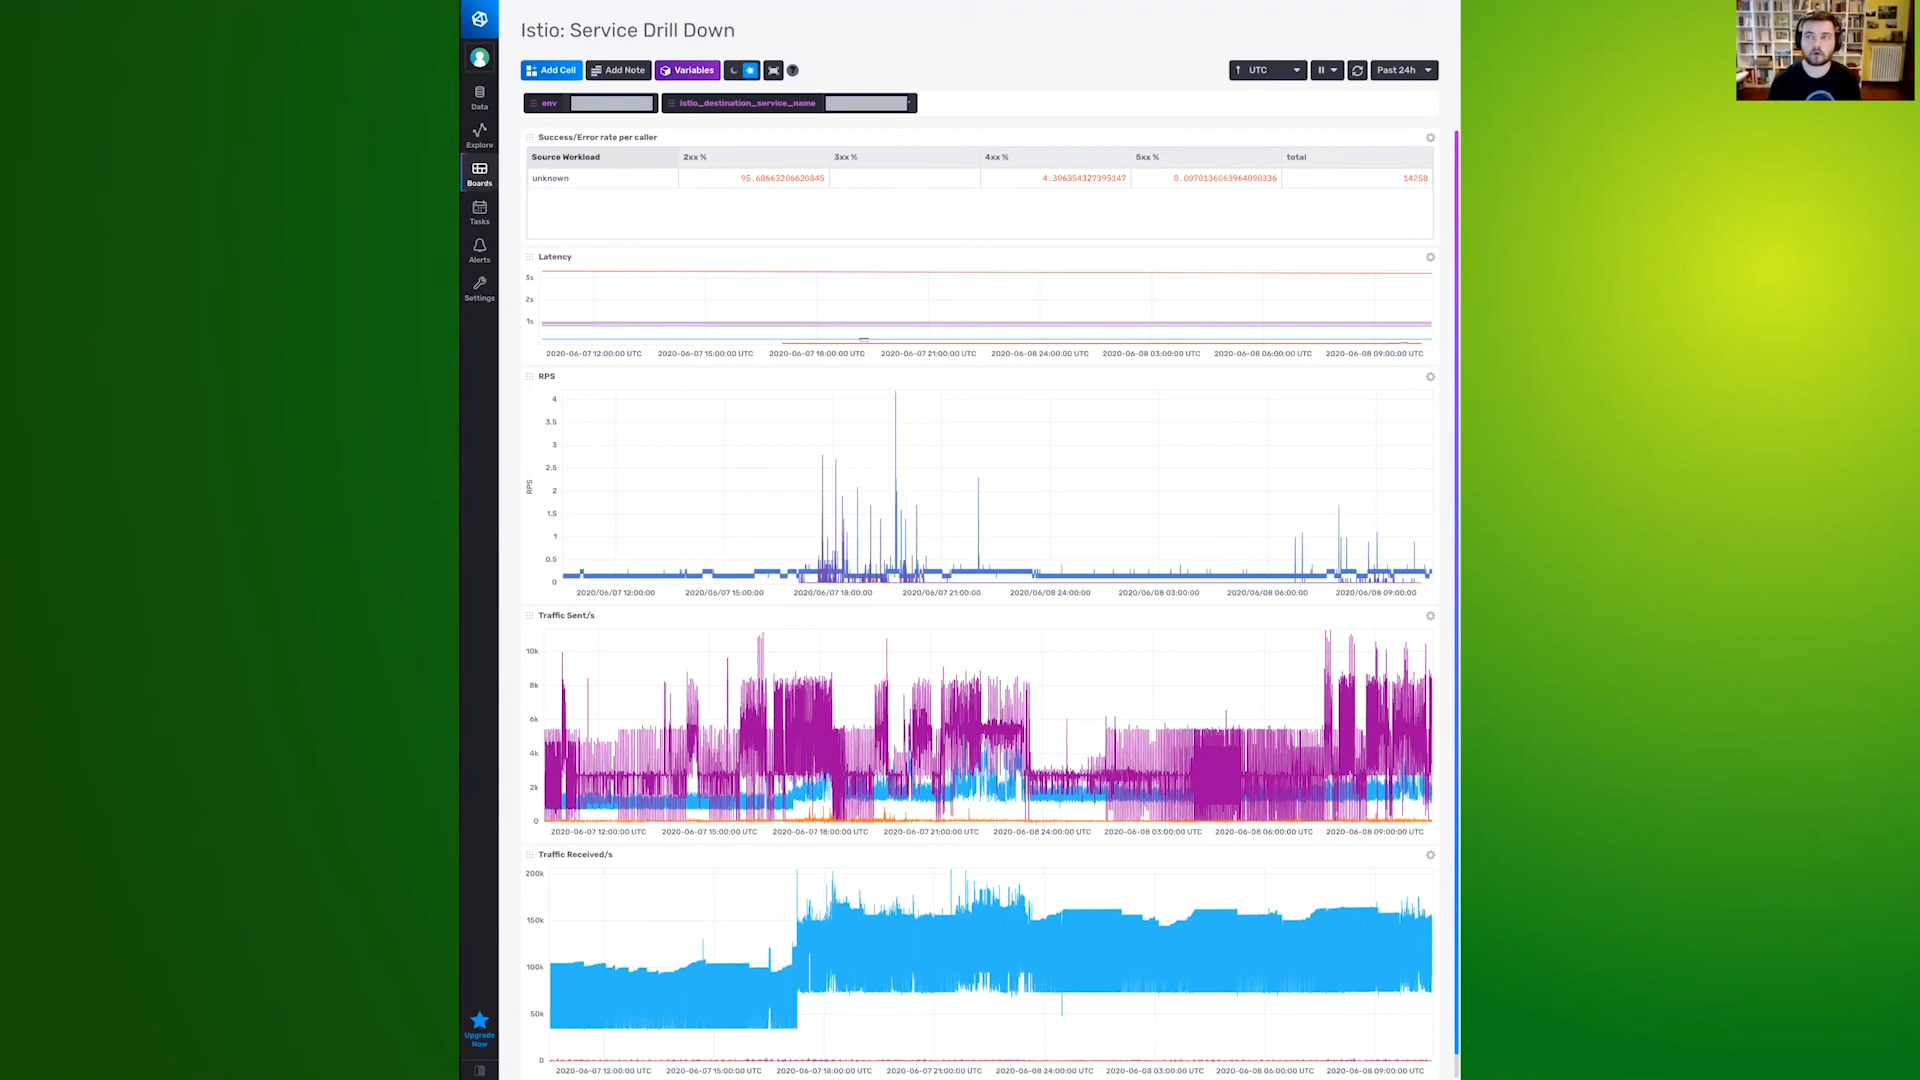 Istio: Service Drill Down
Add Cell
Add Note
Variables
?
UTC
Past 24h
env
istio_destination_service_name
Data
Explore
Boards
Tasks
Alerts
Settings
Upgrade
Now
Success/Error rate per caller
Source Workload 2xx % 3xx % 4xx % 5xx % total
unknown 95.68663206620845 4.306354327395147 0.0070136063964090336 14258
Latency
3s
2s
1s
2020-06-07 12:00:00 UTC 2020-06-07 15:00:00 UTC 2020-06-07 18:00:00 UTC 2020-06-07 21:00:00 UTC 2020-06-08 24:00:00 UTC 2020-06-08 03:00:00 UTC 2020-06-08 06:00:00 UTC 2020-06-08 09:00:00 UTC
RPS
RPS
4
3.5
3
2.5
2
1.5
1
0.5
0
2020/06/07 12:00:00 2020/06/07 15:00:00 2020/06/07 18:00:00 2020/06/07 21:00:00 2020/06/08 24:00:00 2020/06/08 03:00:00 2020/06/08 06:00:00 2020/06/08 09:00:00
Traffic Sent/s
10k
8k
6k
4k
2k
0
2020-06-07 12:00:00 UTC 2020-06-07 15:00:00 UTC 2020-06-07 18:00:00 UTC 2020-06-07 21:00:00 UTC 2020-06-08 24:00:00 UTC 2020-06-08 03:00:00 UTC 2020-06-08 06:00:00 UTC 2020-06-08 09:00:00 UTC
Traffic Received/s
200k
150k
100k
50k
0
2020-06-07 12:00:00 UTC 2020-06-07 15:00:00 UTC 2020-06-07 18:00:00 UTC 2020-06-07 21:00:00 UTC 2020-06-08 24:00:00 UTC 2020-06-08 03:00:00 UTC 2020-06-08 06:00:00 UTC 2020-06-08 09:00:00 UTC